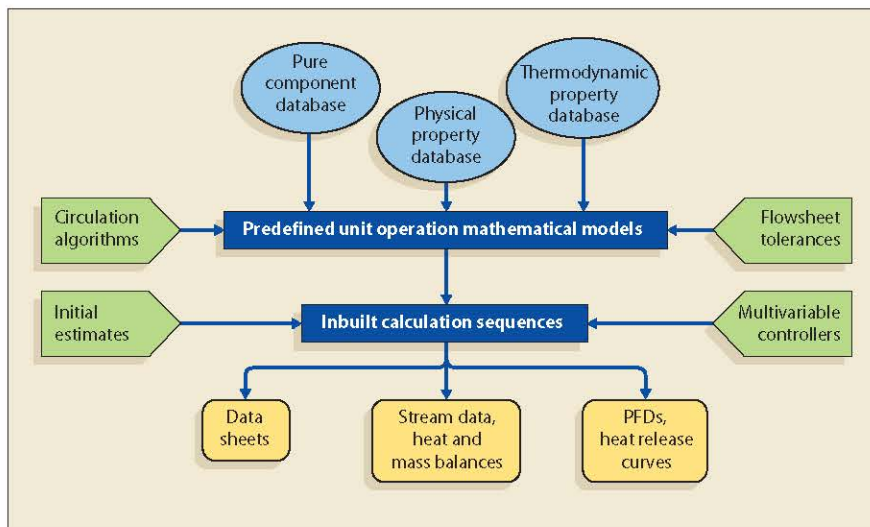 Pure
component
database
Physical
property
database
Thermodynamic
property
database
Circulation
algorithms
Predefined unit operation mathematical models
Flowsheet
tolerances
Initial
estimates
Inbuilt calculation sequences
Multivariable
controllers
Data
sheets
Stream data,
heat and
mass balances
PFDs,
heat release
curves